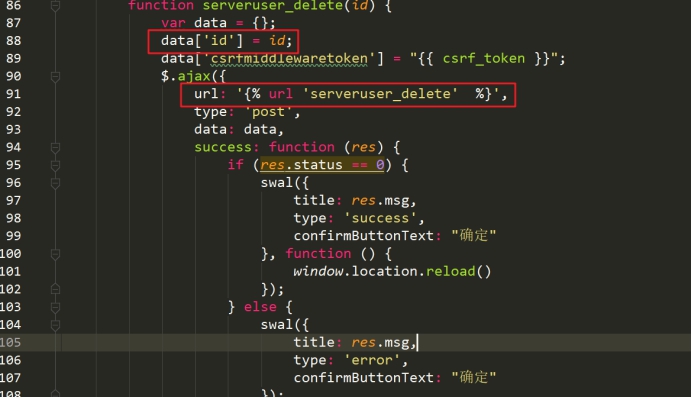 86 function serveruser_delete(id) {
87 var data = {};
88 data['id'] = id;
89 data['csrfmiddlewaretoken'] = "{{ csrf_token }}";
90 $.ajax({
91 url: '{% url 'serveruser_delete'  %}',
92 type: 'post',
93 data: data,
94 success: function (res) {
95 if (res.status == 0) {
96 swal({
97 title: res.msg,
98 type: 'success',
99 confirmButtonText: "确定"
100 }, function () {
101 window.location.reload()
102 });
103 } else {
104 swal({
105 title: res.msg,
106 type: 'error',
107 confirmButtonText: "确定"
108 });